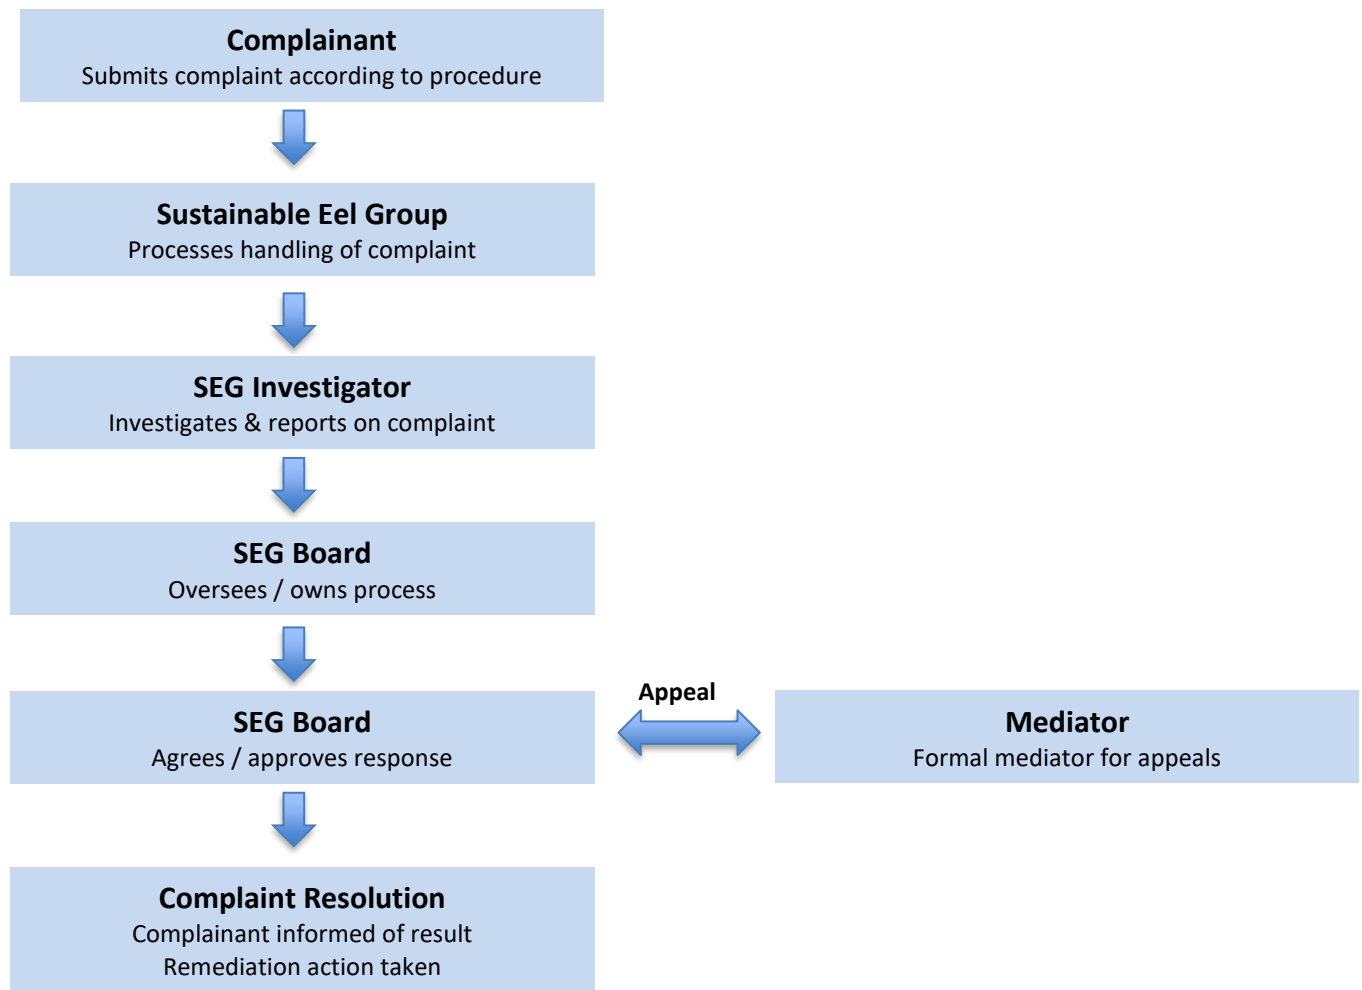 Complainant
Submits complaint according to procedure
Sustainable Eel Group
Processes handling of complaint
SEG Investigator
Investigates & reports on complaint
SEG Board
Oversees / owns process
SEG Board
Agrees / approves response
Appeal
Mediator
Formal mediator for appeals
Complaint Resolution
Complainant informed of result
Remediation action taken